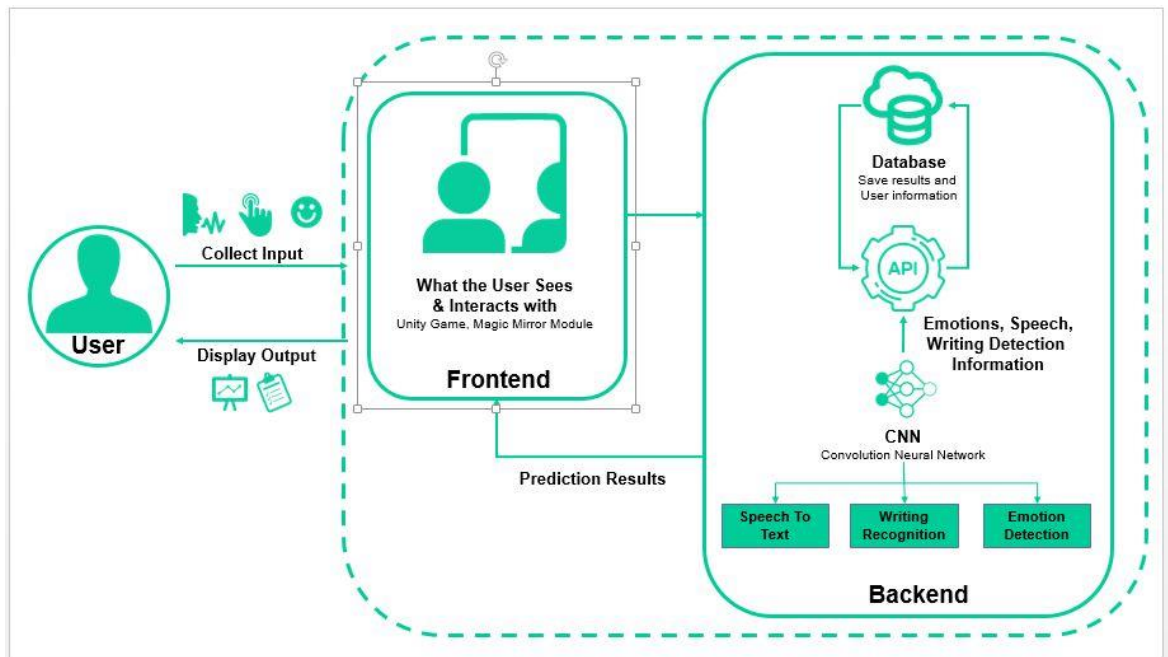 Collect Input
User
Display Output
What the User Sees
& Interacts with
Unity Game, Magic Mirror Module
Frontend
Prediction Results
Database
Save results and
User information
API
Emotions, Speech,
Writing Detection
Information
CNN
Convolution Neural Network
Speech To
Text
Writing
Recognition
Emotion
Detection
Backend